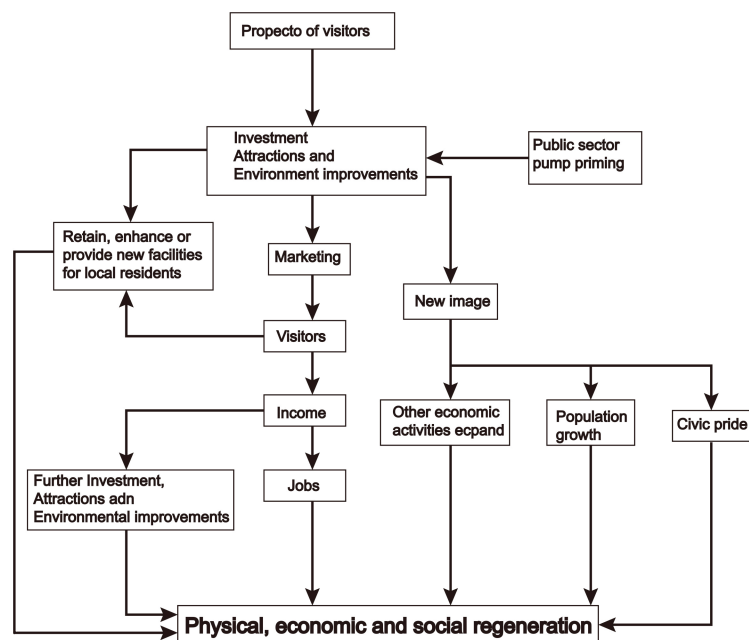 Propecto of visitors
Investment
Attractions and
Environment improvements
Public sector
pump priming
Retain, enhance or
provide new facilities
for local residents
Marketing
New image
Visitors
Income
Other economic
activities ecpand
Population
growth
Civic pride
Further Investment,
Attractions adn
Environmental improvements
Jobs
Physical, economic and social regeneration